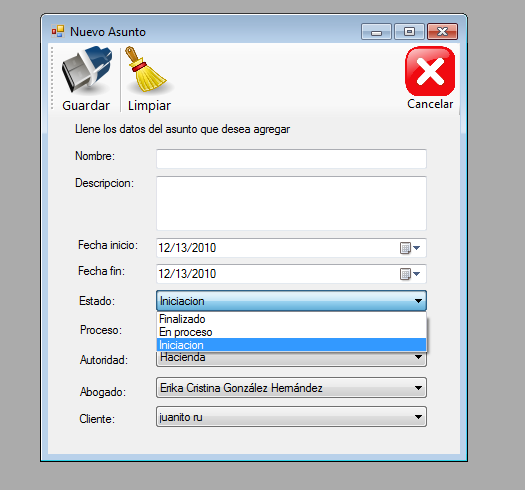 Nuevo Asunto
Guardar
Limpiar
Cancelar
Llene los datos del asunto que desea agregar
Nombre:
Descripcion:
Fecha inicio: 12/13/2010
Fecha fin: 12/13/2010
Estado: Iniciacion
Finalizado
Proceso: En proceso
Iniciacion
Autoridad: Hacienda
Abogado: Erika Cristina González Hernández
Cliente: juanito ru